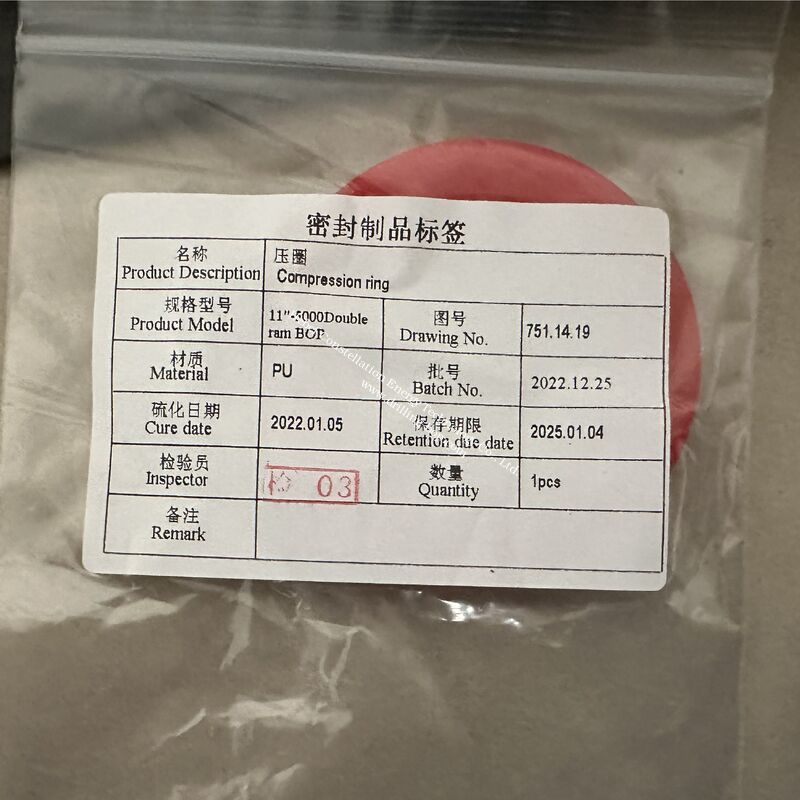 密封制品标签
名称
Product Description
压圈
Compression ring
规格型号
Product Model
11"-5000Double
ram BOP
图号
Drawing No.
751.14.19
材质
Material
PU
批号
Batch No.
2022.12.25
硫化日期
Cure date
2022.01.05
保存期限
Retention due date
2025.01.04
检验员
Inspector
检 03
数量
Quantity
1pcs
备注
Remark